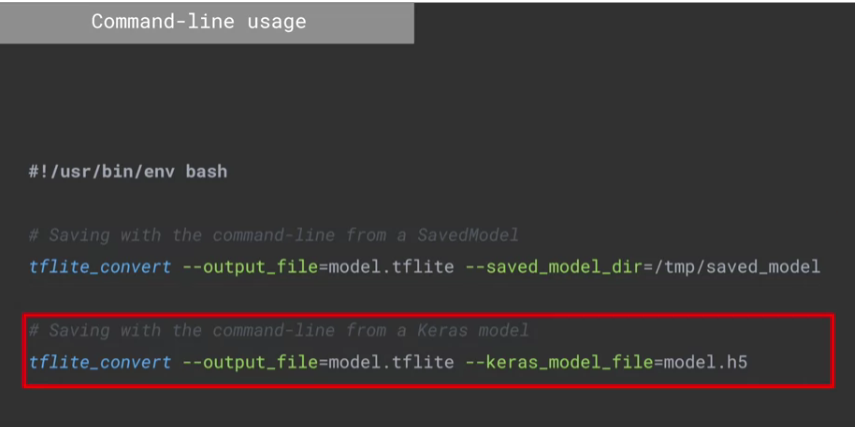 Command-line usage
#!/usr/bin/env bash
# Saving with the command-line from a SavedModel
tflite_convert --output_file=model.tflite --saved_model_dir=/tmp/saved_model
# Saving with the command-line from a Keras model
tflite_convert --output_file=model.tflite --keras_model_file=model.h5